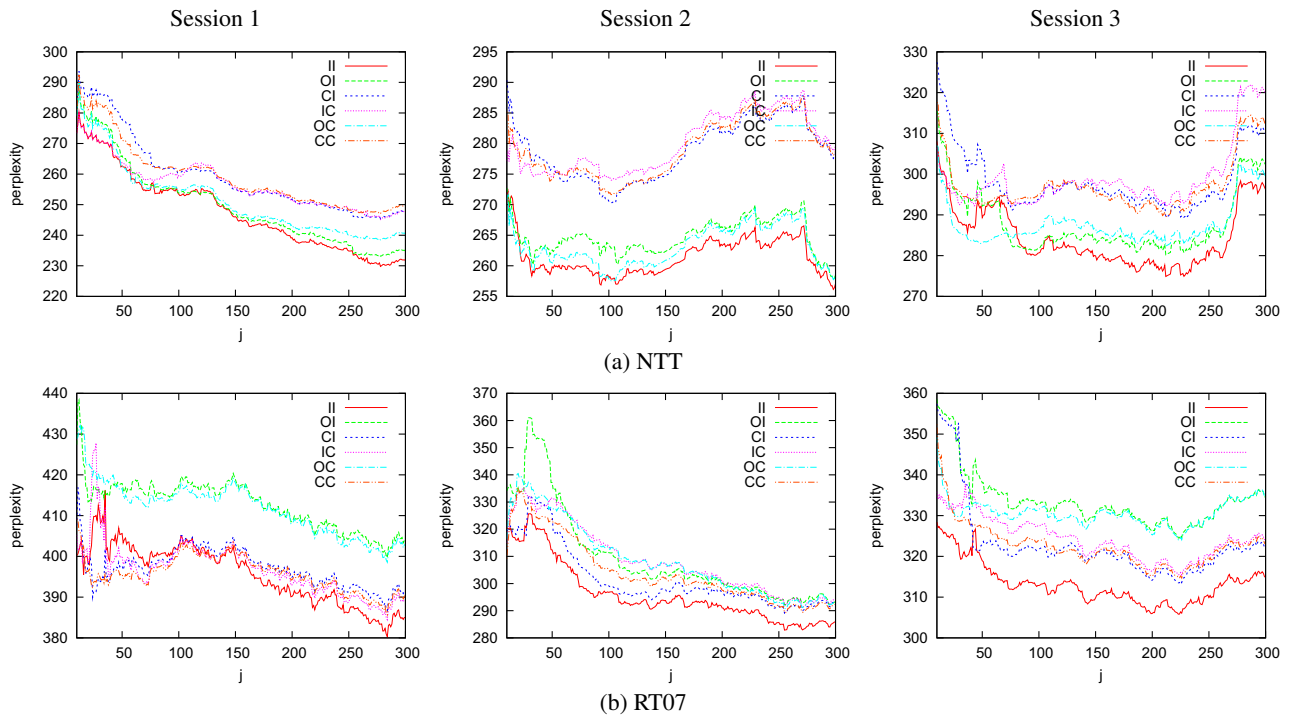 Session 1 Session 2 Session 3
300 295 330
290 290 320
280 285 310
270 280 300
260 275 290
250 270 280
240 265 270
230 260
220 255
perplexity perplexity perplexity
II II II
OI OI OI
CI CI CI
IC IC IC
OC OC OC
CC CC CC
50 100 150 200 250 300 50 100 150 200 250 300 50 100 150 200 250 300
j j j
(a) NTT
440 370 360
430 360 350
420 350 340
410 340 330
400 330 320
390 320 310
380 310 300
300
290
280
perplexity perplexity perplexity
II II II
OI OI OI
CI CI CI
IC IC IC
OC OC OC
CC CC CC
50 100 150 200 250 300 50 100 150 200 250 300 50 100 150 200 250 300
j j j
(b) RT07